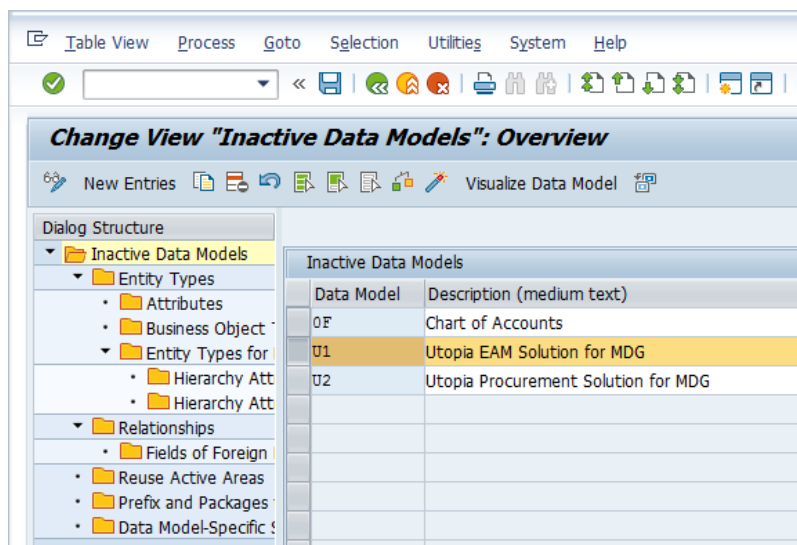 Table View Process Goto Selection Utilities System Help
Change View "Inactive Data Models": Overview
New Entries Visualize Data Model
Dialog Structure
Inactive Data Models
Entity Types
Attributes
Business Object
Entity Types for
Hierarchy Att
Hierarchy Att
Relationships
Fields of Foreign
Reuse Active Areas
Prefix and Packages
Data Model-Specific S
Inactive Data Models
Data Model Description (medium text)
0F Chart of Accounts
U1 Utopia EAM Solution for MDG
U2 Utopia Procurement Solution for MDG